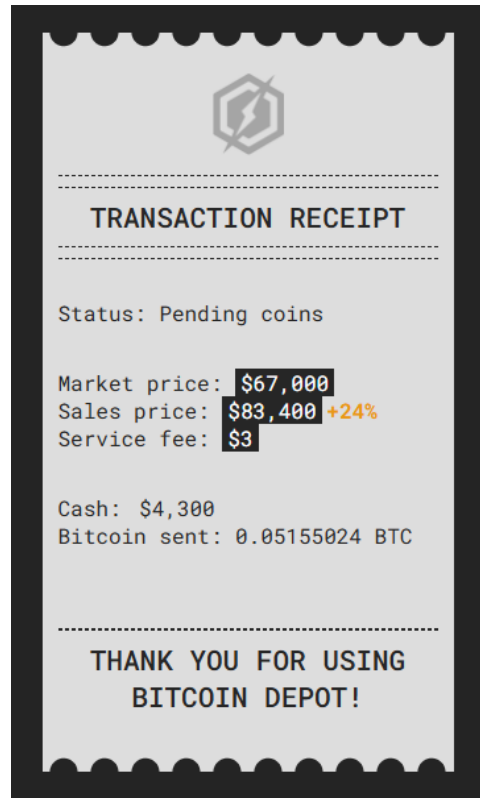 TRANSACTION RECEIPT
Status: Pending coins
Market price: $67,000
Sales price: $83,400 +24%
Service fee: $3
Cash: $4,300
Bitcoin sent: 0.05155024 BTC
THANK YOU FOR USING
BITCOIN DEPOT!